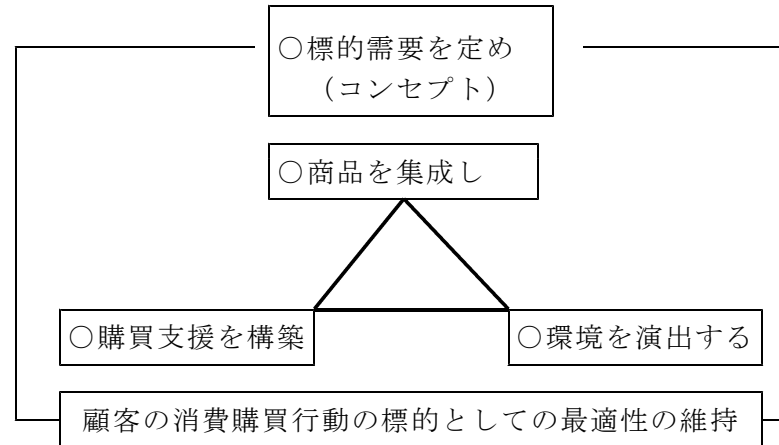 ○標的需要を定め
（コンセプト）
○商品を集成し
○購買支援を構築
○環境を演出する
顧客の消費購買行動の標的としての最適性の維持